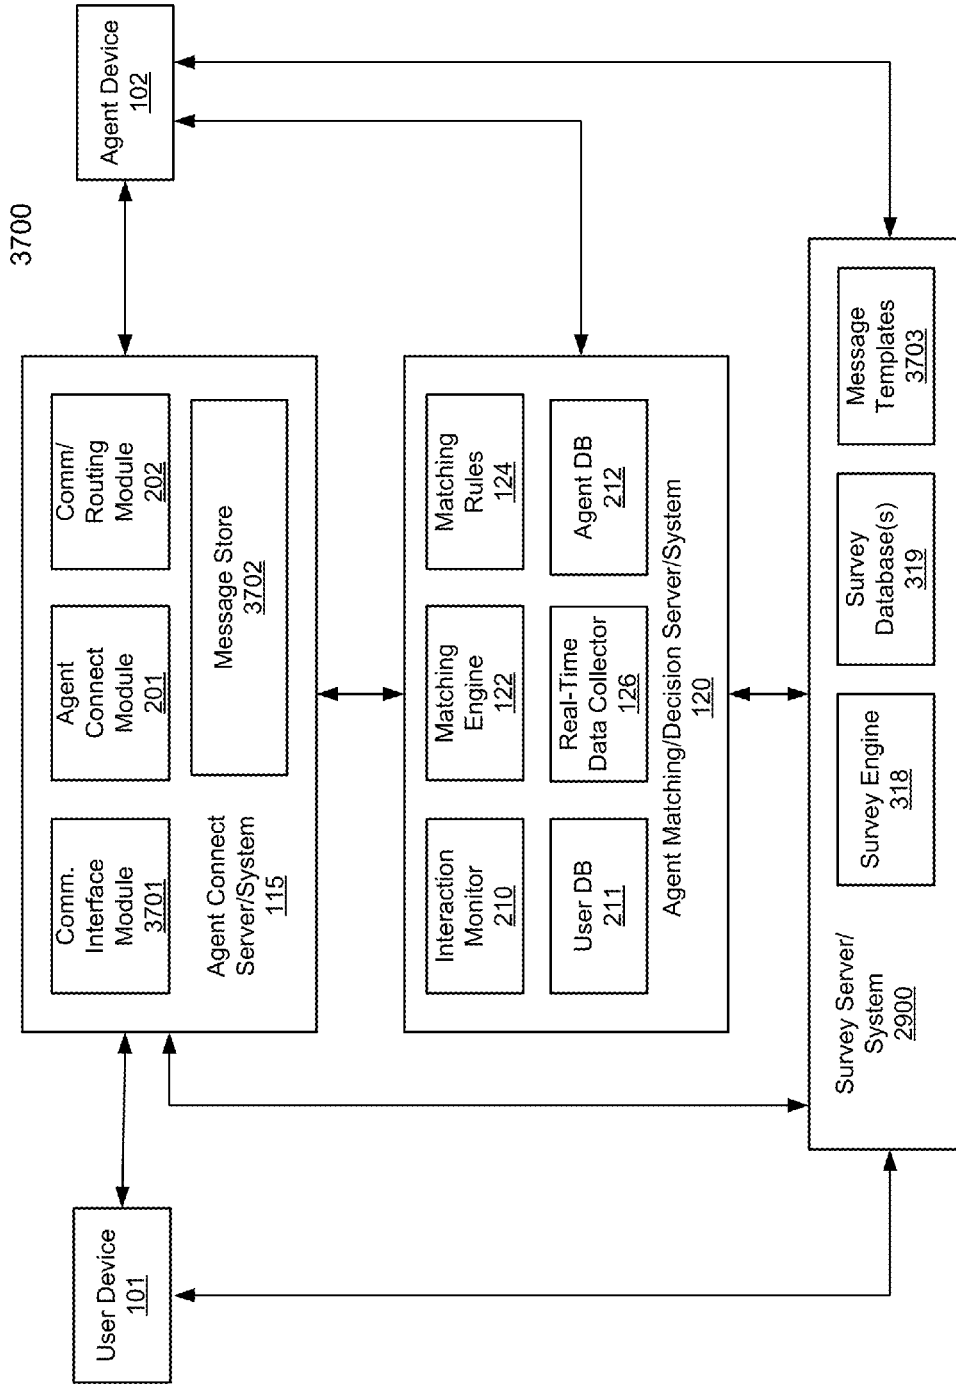 3700
User Device
101
Agent Device
102
Comm.
Interface
Module
3701
Agent
Connect
Module
201
Comm/
Routing
Module
202
Agent Connect
Server/System
115
Message Store
3702
Interaction
Monitor
210
Matching
Engine
122
Matching
Rules
124
User DB
211
Real-Time
Data Collector
126
Agent DB
212
Agent Matching/Decision Server/System
120
Survey Server/
System
2900
Survey Engine
318
Survey
Database(s)
319
Message
Templates
3703